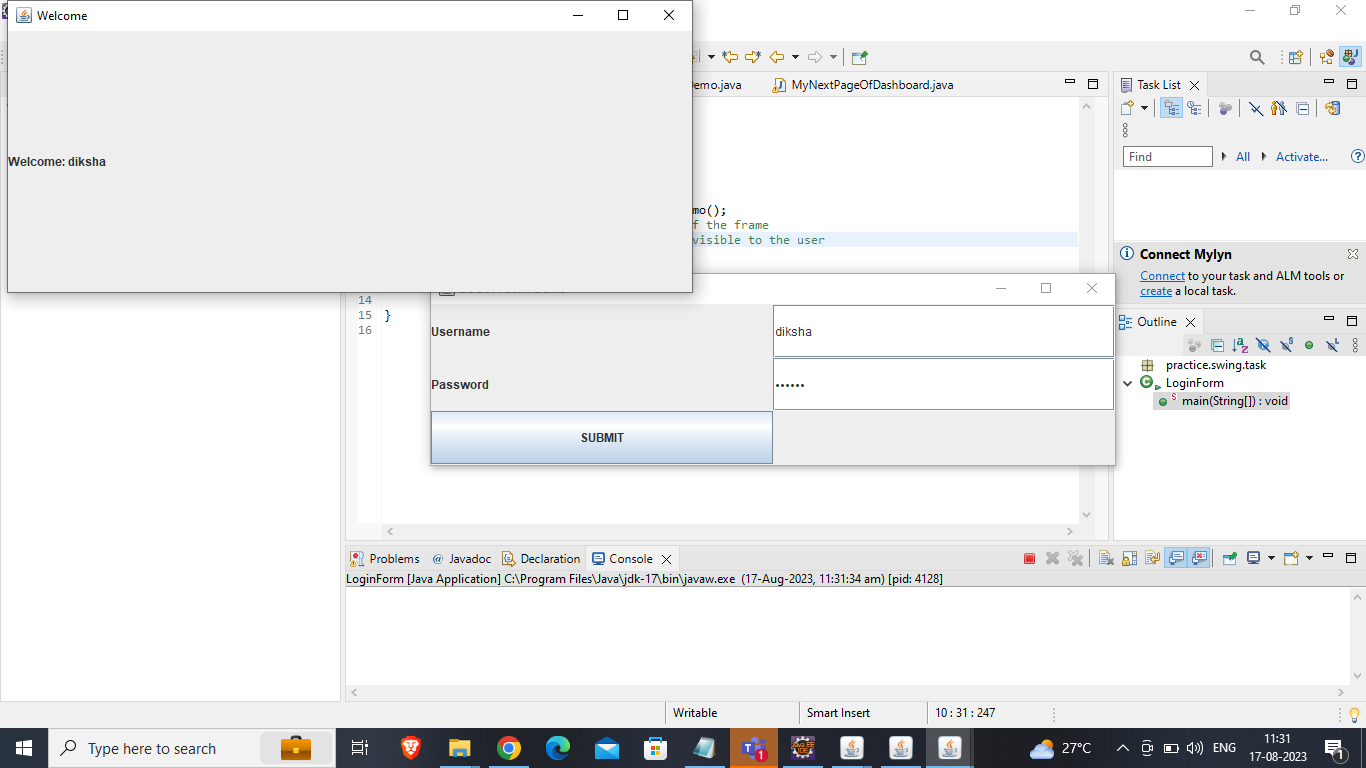 Welcome
Welcome: diksha
emo.java
MyNextPageOfDashboard.java
mo();
f the frame
visible to the user
14
15 }
16
Username
diksha
Password
••••••
SUBMIT
Task List
Find
All
Activate...
Connect Mylyn
Connect to your task and ALM tools or
create a local task.
Outline
practice.swing.task
LoginForm
main(String[]) : void
Problems
@ Javadoc
Declaration
Console
LoginForm [Java Application] C:\Program Files\Java\jdk-17\bin\javaw.exe (17-Aug-2023, 11:31:34 am) [pid: 4128]
Writable
Smart Insert
10 : 31 : 247
Type here to search
27°C
ENG
11:31
17-08-2023